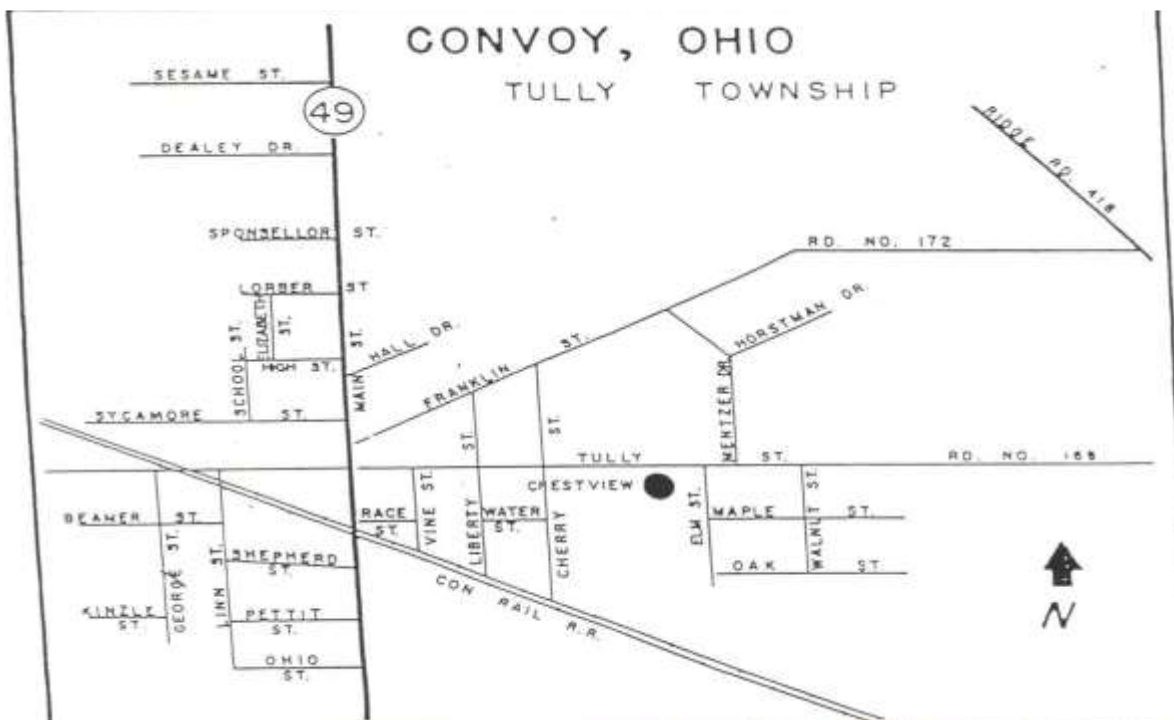 CONVOY, OHIO
TULLY TOWNSHIP
SESAME ST.
49
DEALEY DR.
RIDGE RD. 418
SPONSELLOR ST.
RD. NO. 172
LORBER ST
ELIZABETH ST.
SCHOOL ST.
HIGH ST.
MAIN ST.
HALL DR.
HORSTMAN DR.
FRANKLIN ST.
MENTZER DR.
SYCAMORE ST.
TULLY ST.
RD. NO. 168
CRESTVIEW
RACE ST.
VINE ST.
LIBERTY ST.
WATER ST.
CHERRY ST.
ELM ST.
MAPLE ST.
WALNUT ST.
OAK ST.
BEAMER ST.
GEORGE ST.
LINN ST.
SHEPHERD ST.
KINZLE ST.
PETTIT ST.
OHIO ST.
CON RAIL R.R.
N